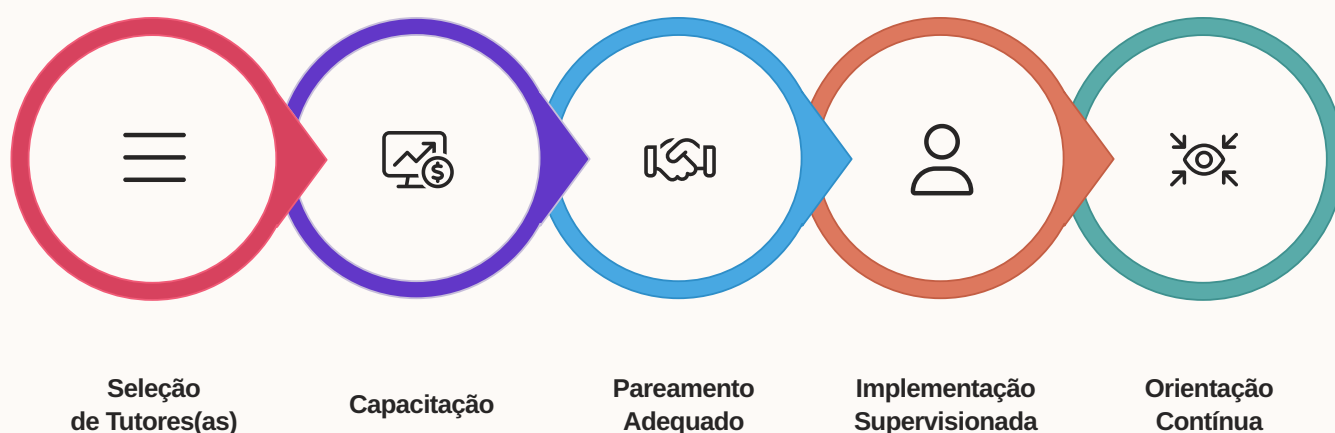 Seleção
de Tutores(as)
Capacitação
Pareamento
Adequado
Implementação
Supervisionada
Orientação
Contínua